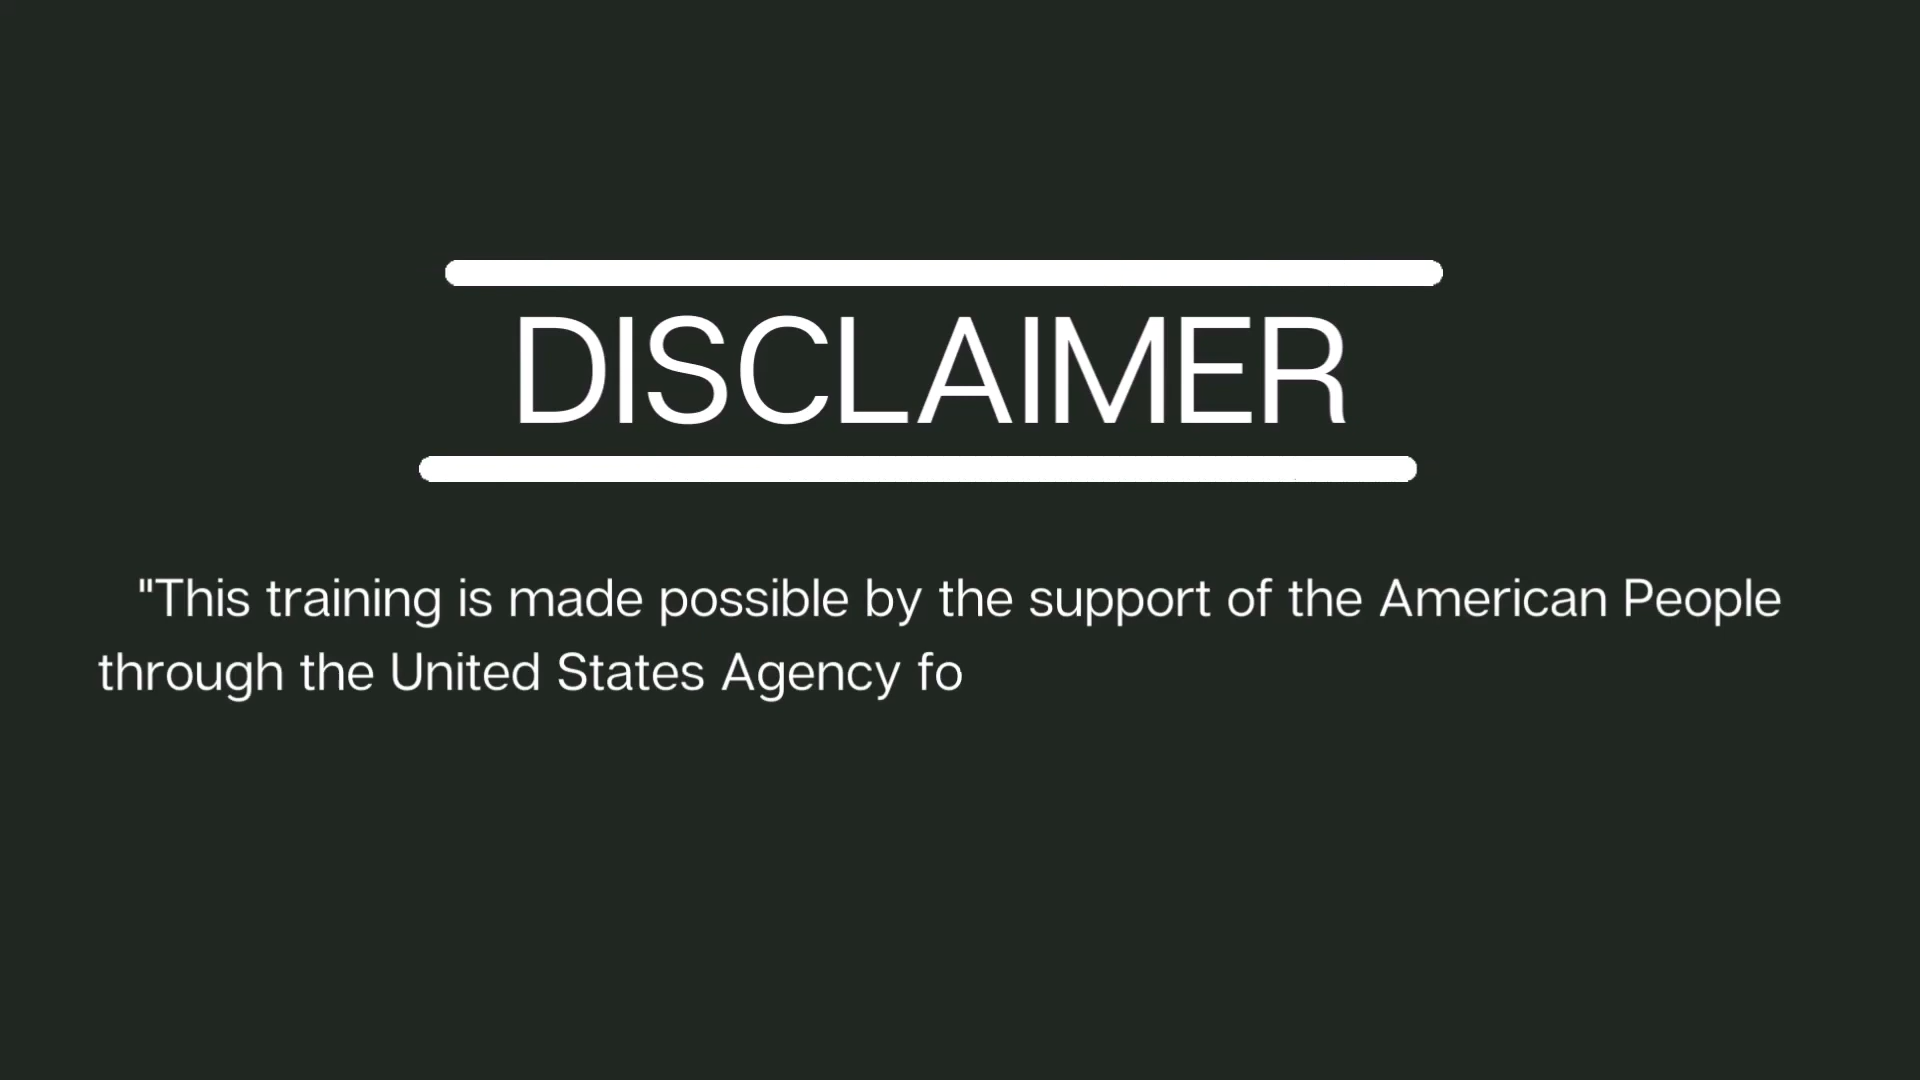 DISCLAIMER
"This training is made possible by the support of the American People
through the United States Agency fo